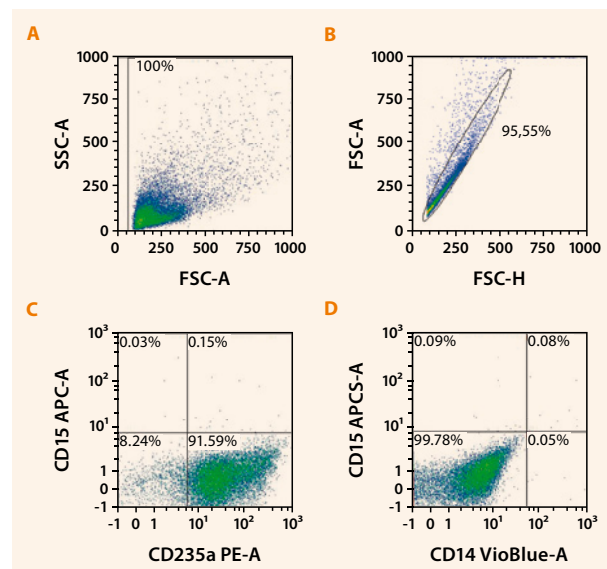 A
SSC-A
1000
750
500
250
0
100%
0 250 500 750 1000
FSC-A
B
FSC-A
1000
750
500
250
0
95,55%
0 250 500 750 1000
FSC-H
C
CD15 APC-A
10³
10²
10¹
1
0
-1
0.03% 0.15%
8.24% 91.59%
-1 0 1 10¹ 10² 10³
CD235a PE-A
D
CD15 APCS-A
10³
10²
10¹
1
0
-1
0.09% 0.08%
99.78% 0.05%
-1 0 1 10¹ 10² 10³
CD14 VioBlue-A